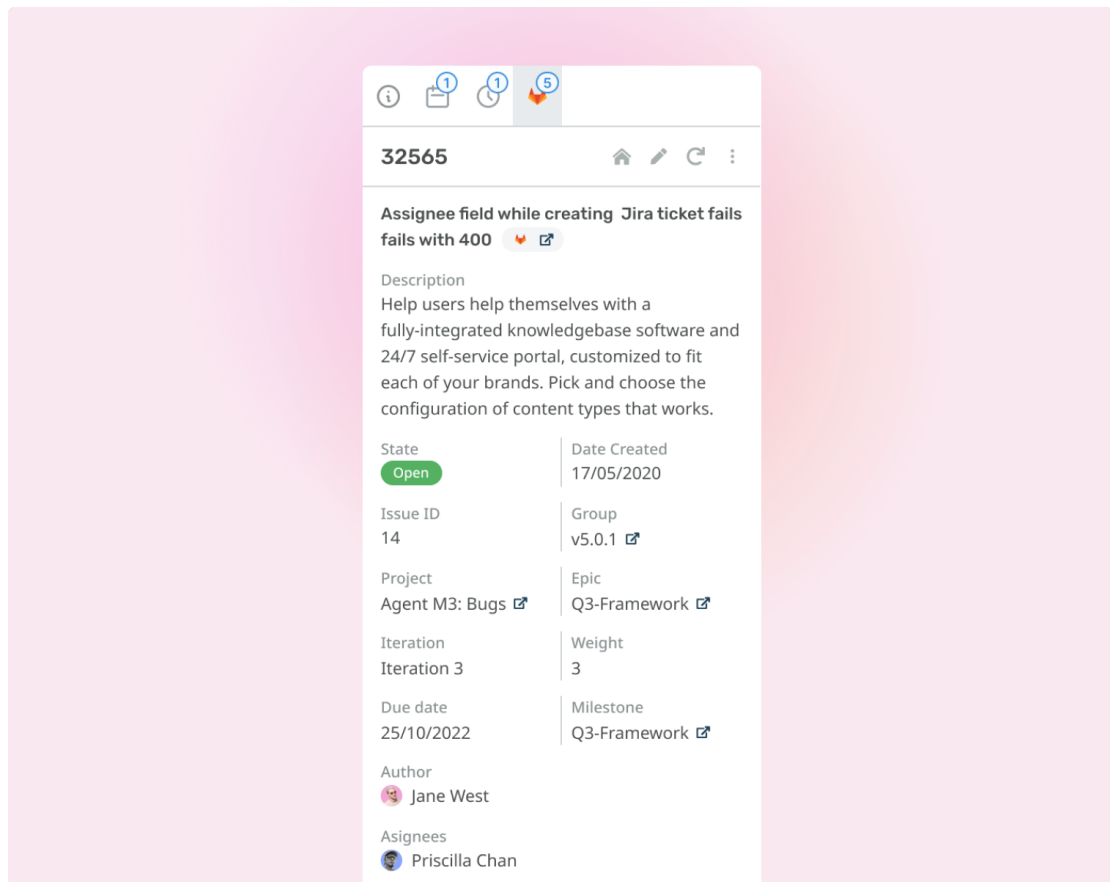 1 1 5
32565
Assignee field while creating  Jira ticket fails
fails with 400
Description
Help users help themselves with a
fully-integrated knowledgebase software and
24/7 self-service portal, customized to fit
each of your brands. Pick and choose the
configuration of content types that works.
State
Open
Date Created
17/05/2020
Issue ID
14
Group
v5.0.1
Project
Agent M3: Bugs
Epic
Q3-Framework
Iteration
Iteration 3
Weight
3
Due date
25/10/2022
Milestone
Q3-Framework
Author
Jane West
Asignees
Priscilla Chan